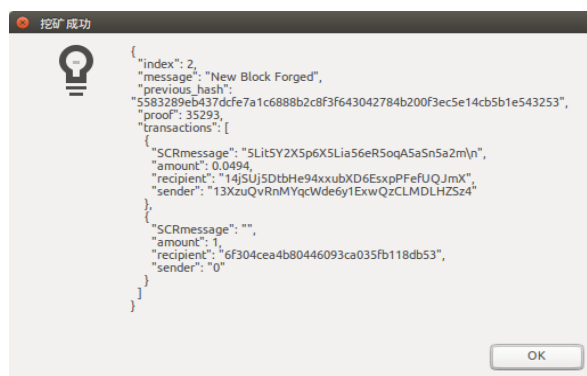 挖矿成功
{
"index": 2,
"message": "New Block Forged",
"previous_hash":
"5583289eb437dcfe7a1c6888b2c8f3f643042784b200f3ec5e14cb5b1e543253",
"proof": 35293,
"transactions": [
{
"SCRmessage": "5Lit5Y2X5p6X5Lia56eR5oqA5aSn5a2m\n",
"amount": 0.0494,
"recipient": "14jSUj5DtbHe94xxubXD6EsxpPFefUQJmX",
"sender": "13XzuQvRnMYqcWde6y1ExwQzCLMDLHZSz4"
},
{
"SCRmessage": "",
"amount": 1,
"recipient": "6f304cea4b80446093ca035fb118db53",
"sender": "0"
}
]
}
OK